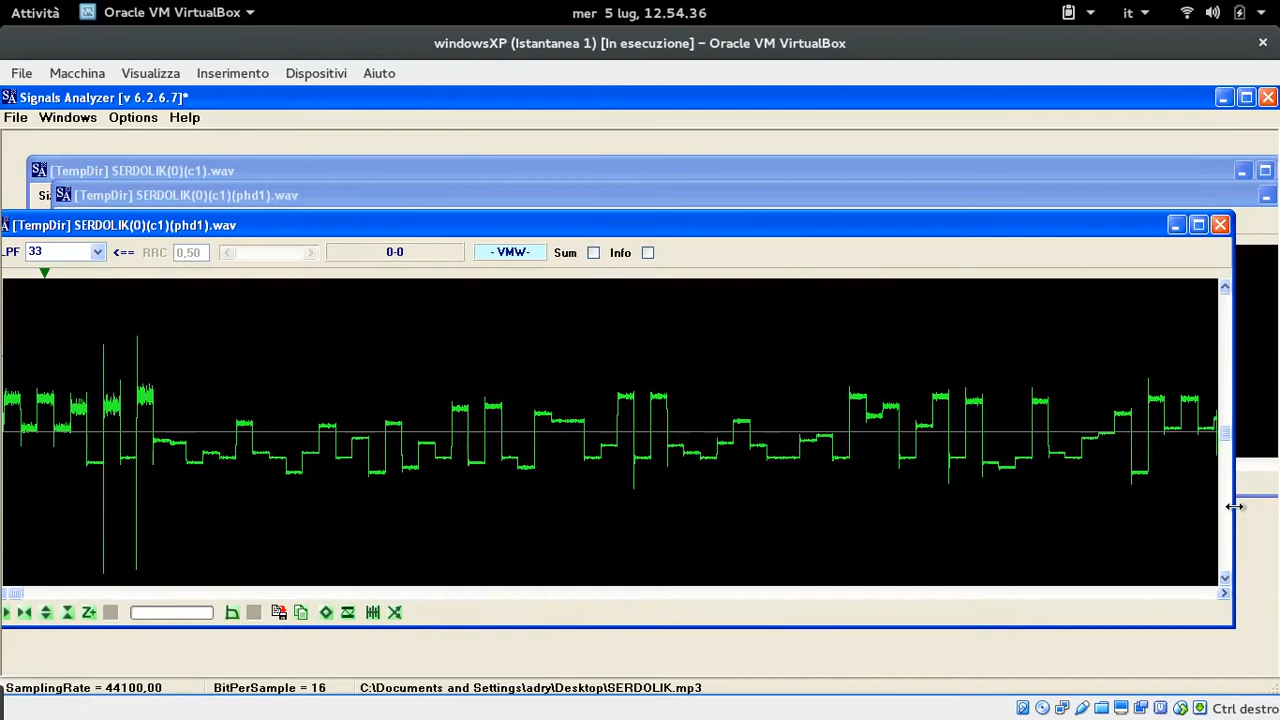 Attività Oracle VM VirtualBox mer 5 lug, 12.54.36 it
windowsXP (Istantanea 1) [In esecuzione] – Oracle VM VirtualBox
File Macchina Visualizza Inserimento Dispositivi Aiuto
Signals Analyzer [v 6.2.6.7]*
File Windows Options Help
[TempDir] SERDOLIK(0)(c1).wav
[TempDir] SERDOLIK(0)(c1)(phd1).wav
[TempDir] SERDOLIK(0)(c1)(phd1).wav
LPF 33 <== RRC 0,50 0-0 - VMW- Sum Info
Z+
SamplingRate = 44100,00 BitPerSample = 16 C:\Documents and Settings\adry\Desktop\SERDOLIK.mp3
Ctrl destro